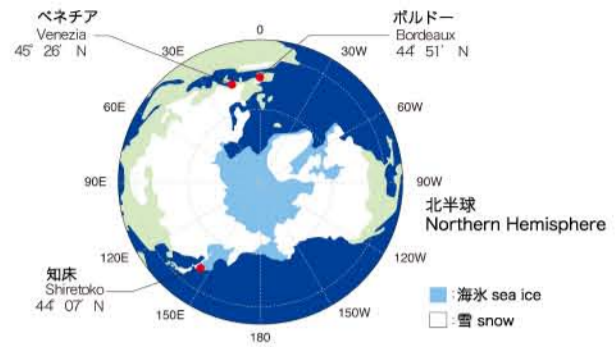 ベネチア
Venezia
45° 26′ N
ボルドー
Bordeaux
44° 51′ N
0
30E
30W
60E
60W
90E
90W
北半球
Northern Hemisphere
120E
120W
知床
Shiretoko
44° 07′ N
150E
150W
180
:海氷 sea ice
:雪 snow